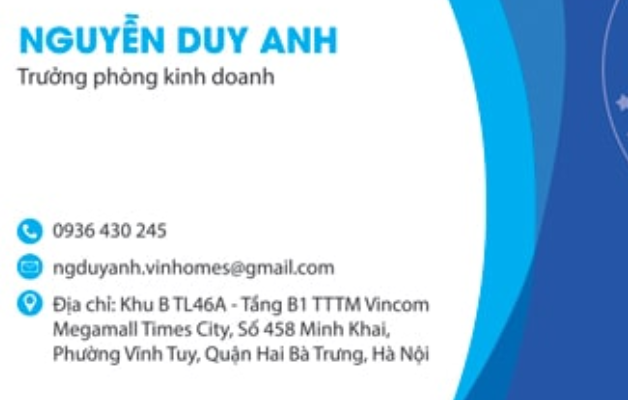 NGUYỄN DUY ANH
Trưởng phòng kinh doanh
0936 430 245
ngduyanh.vinhomes@gmail.com
Địa chỉ: Khu B TL46A - Tầng B1 TTTM Vincom
Megamall Times City, Số 458 Minh Khai,
Phường Vĩnh Tuy, Quận Hai Bà Trưng, Hà Nội